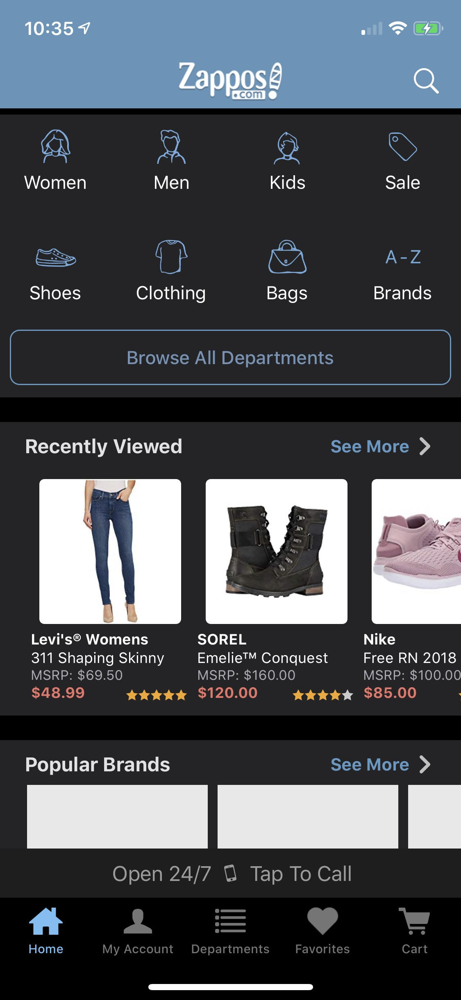 10:35
Zappos
.com
Women Men Kids Sale
A-Z
Shoes Clothing Bags Brands
Browse All Departments
Recently Viewed See More
Levi's® Womens
311 Shaping Skinny
MSRP: $69.50
$48.99
SOREL
Emelie™ Conquest
MSRP: $160.00
$120.00
Nike
Free RN 2018
MSRP: $100.00
$85.00
Popular Brands See More
Open 24/7 Tap To Call
Home My Account Departments Favorites Cart